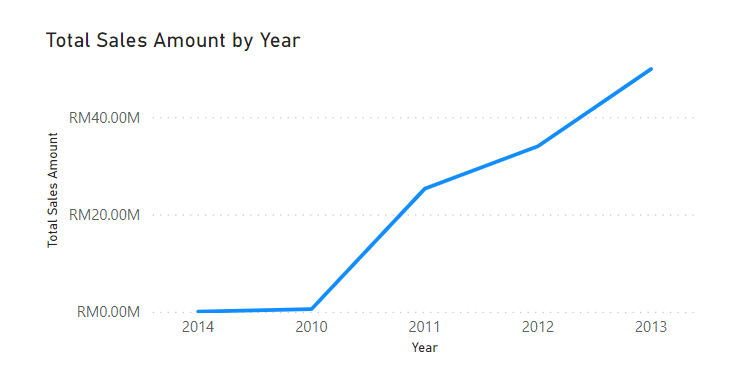 Total Sales Amount by Year
Total Sales Amount
RM40.00M
RM20.00M
RM0.00M
2014 2010 2011 2012 2013
Year